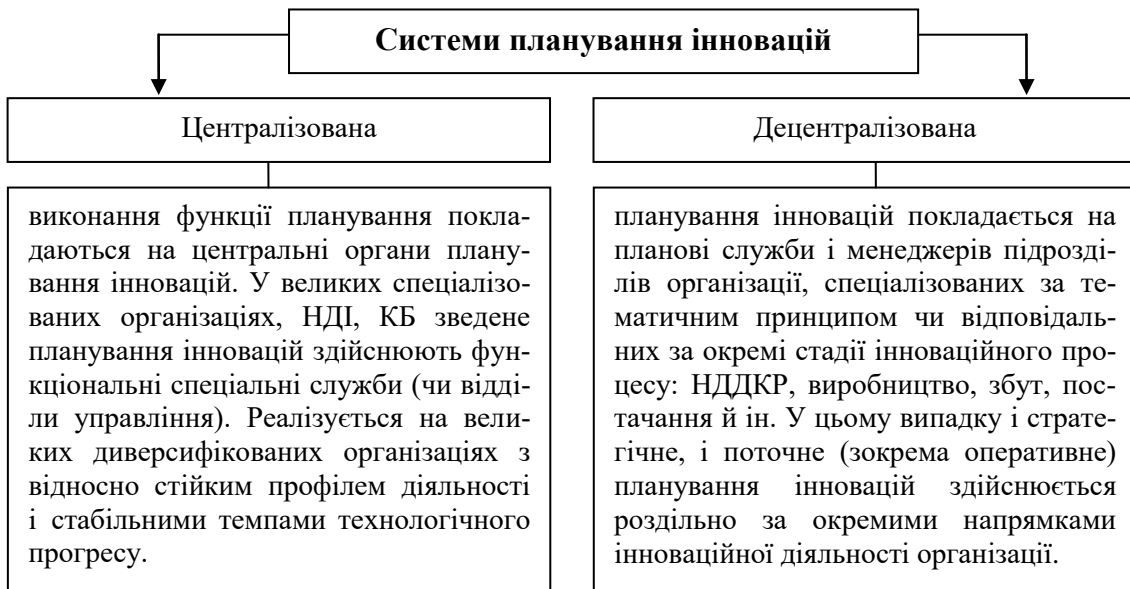 Системи планування інновацій
Централізована
виконання функції планування покла-
даються на центральні органи плану-
вання інновацій. У великих спеціалізо-
ваних організаціях, НДІ, КБ зведене
планування інновацій здійснюють фун-
кціональні спеціальні служби (чи відді-
ли управління). Реалізується на вели-
ких диверсифікованих організаціях з
відносно стійким профілем діяльності
і стабільними темпами технологічного
прогресу.
Децентралізована
планування інновацій покладається на
планові служби і менеджерів підрозді-
лів організації, спеціалізованих за те-
матичним принципом чи відповідаль-
них за окремі стадії інноваційного про-
цесу: НДДКР, виробництво, збут, пос-
тачання й ін. У цьому випадку і страте-
гічне, і поточне (зокрема оперативне)
планування інновацій здійснюється
роздільно за окремими напрямками
інноваційної діяльності організації.